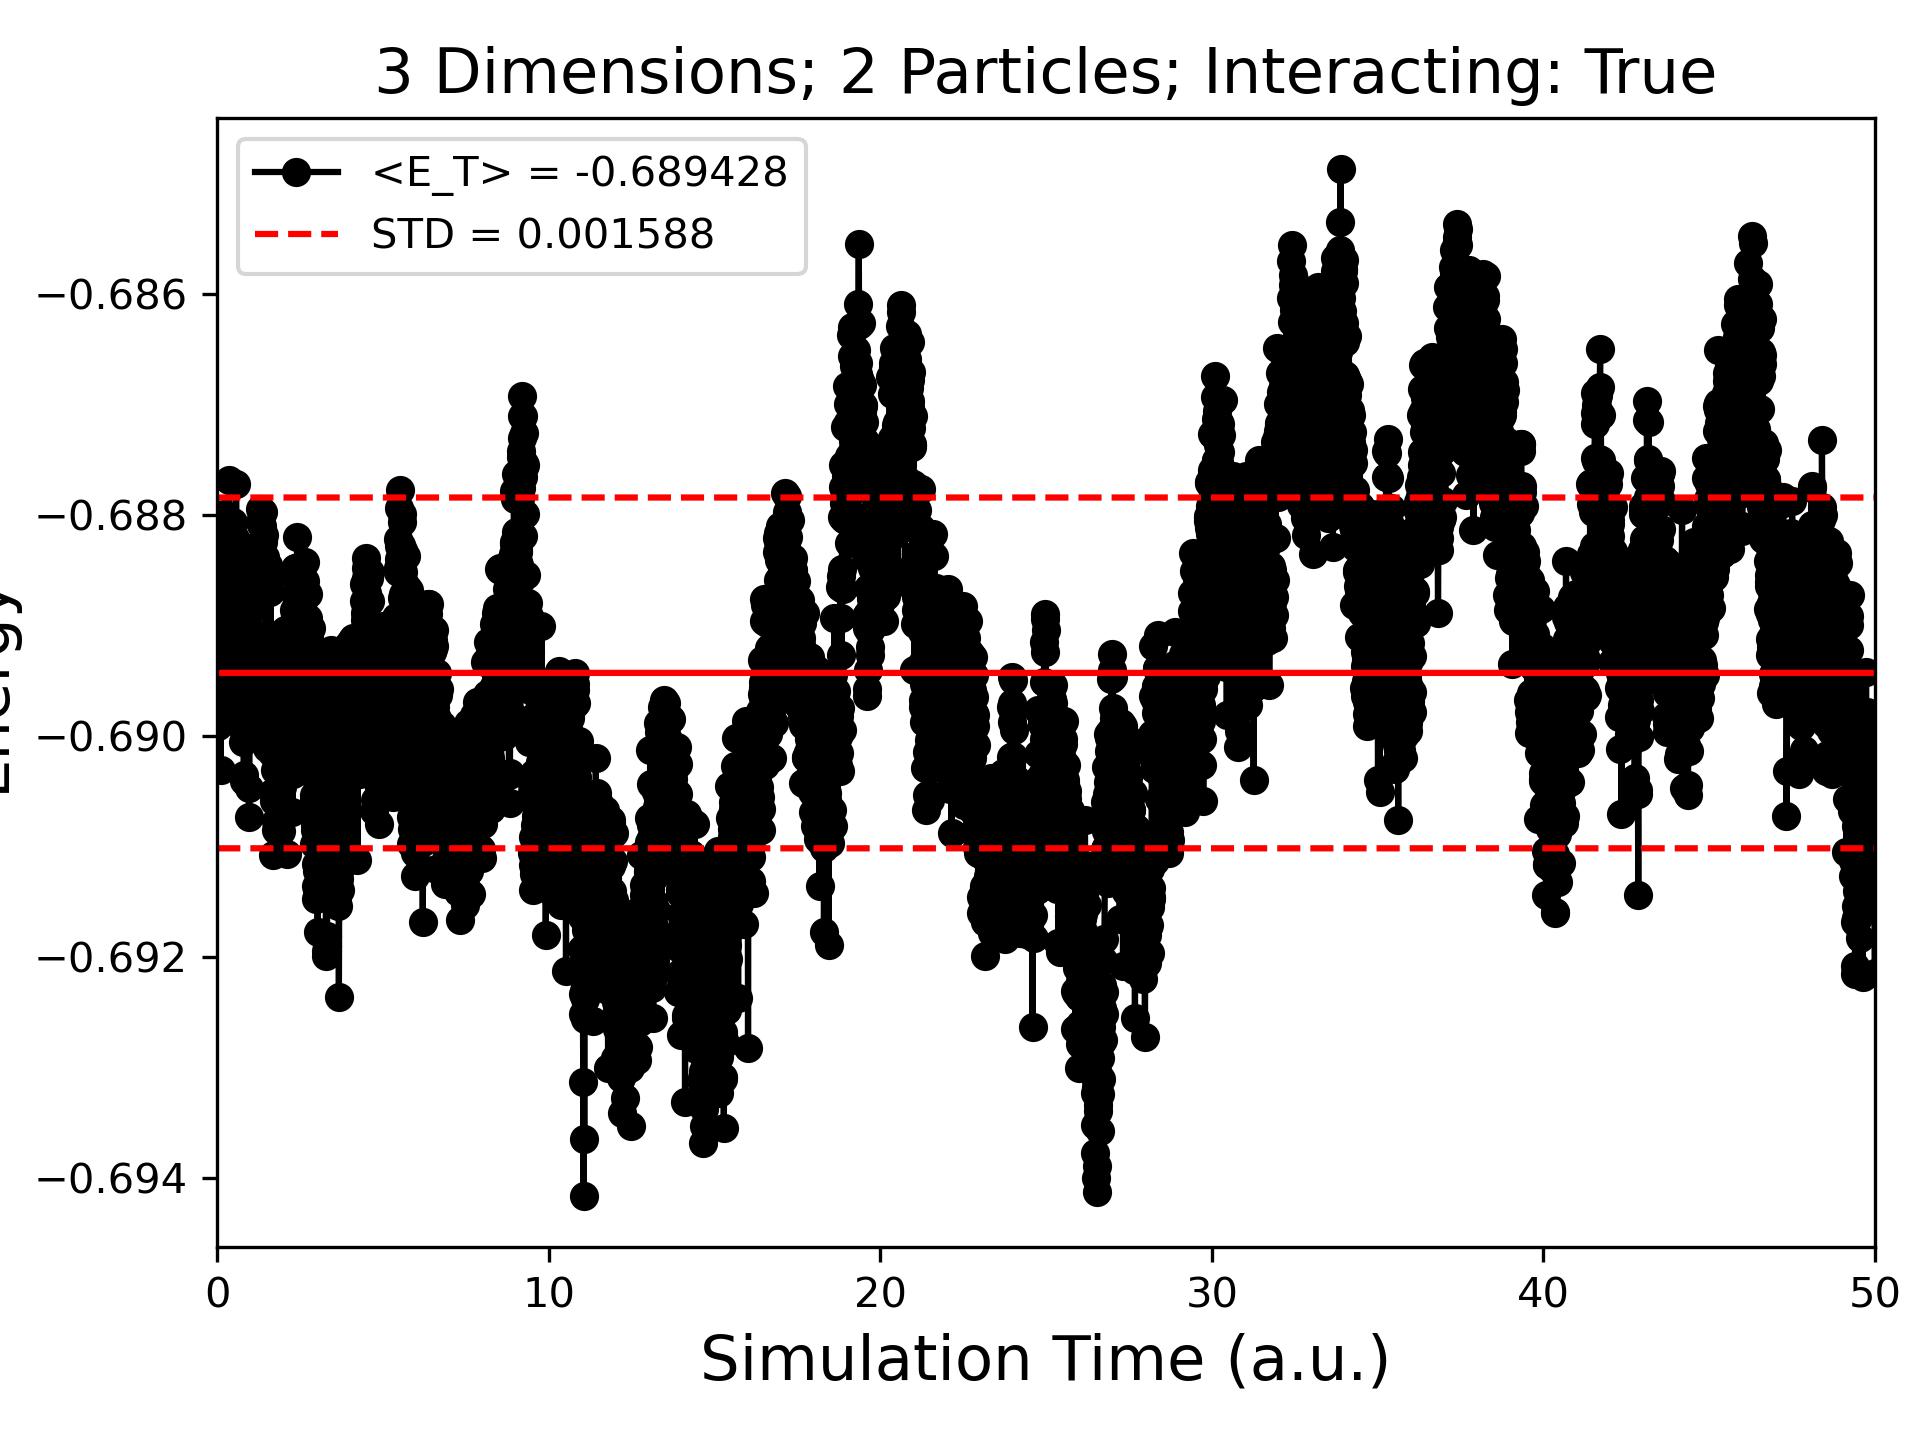 3 Dimensions; 2 Particles; Interacting: True
<E_T> = -0.689428
STD = 0.001588
Energy
−0.686
−0.688
−0.690
−0.692
−0.694
0 10 20 30 40 50
Simulation Time (a.u.)